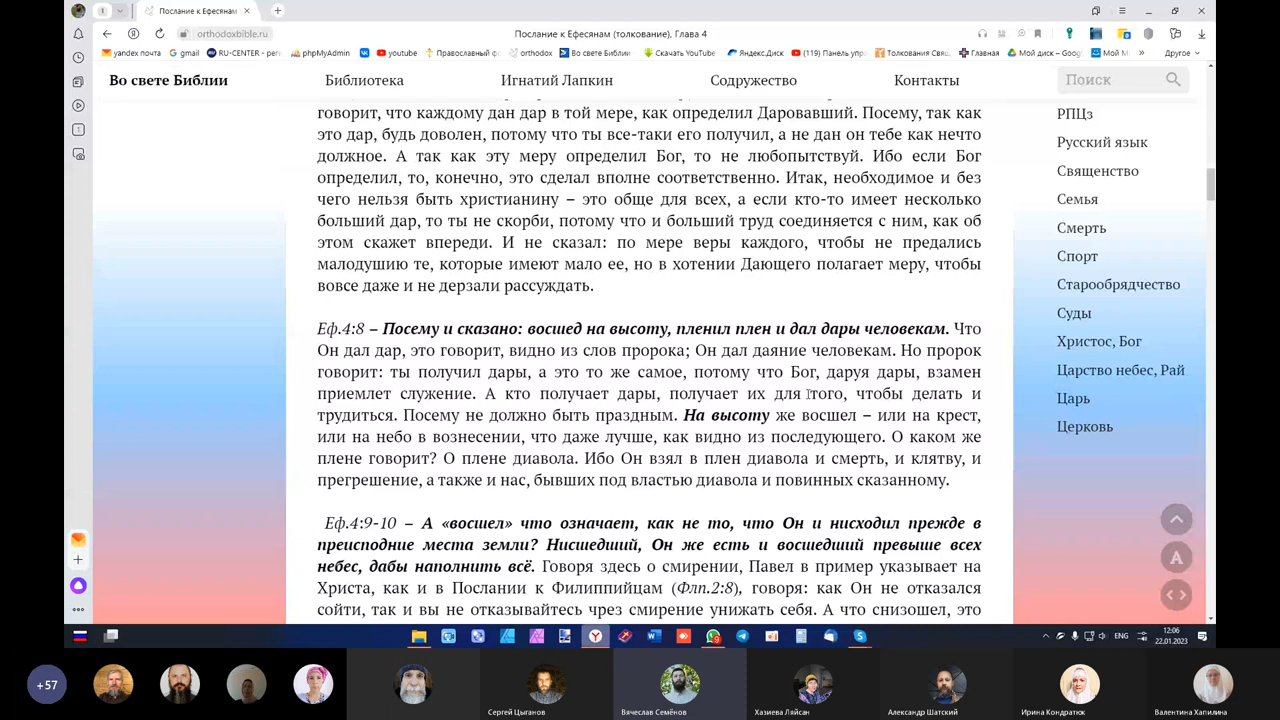 Послание к Ефесянам
orthodoxbible.ru
Послание к Ефесянам (толкование), Глава 4
yandex почта
gmail
phpMyAdmin
youtube
orthodox
Во свете Библии
Скачать YouTube
Яндекс.Диск
Главная
Другое
Во свете Библии
Библиотека
Игнатий Лапкин
Содружество
Контакты
Поиск
говорит, что каждому дан дар в той мере, как определил Даровавший. Посему, так как
это дар, будь доволен, потому что ты все-таки его получил, а не дан он тебе как нечто
должное. А так как эту меру определил Бог, то не любопытствуй. Ибо если Бог
определил, то, конечно, это сделал вполне соответственно. Итак, необходимое и без
чего нельзя быть христианину – это обще для всех, а если кто-то имеет несколько
больший дар, то ты не скорби, потому что и больший труд соединяется с ним, как об
этом скажет впереди. И не сказал: по мере веры каждого, чтобы не предались
малодушию те, которые имеют мало ее, но в хотении Дающего полагает меру, чтобы
вовсе даже и не дерзали рассуждать.
Еф.4:8 – Посему и сказано: восшед на высоту, пленил плен и дал дары человекам. Что
Он дал дар, это говорит, видно из слов пророка; Он дал даяние человекам. Но пророк
говорит: ты получил дары, а это то же самое, потому что Бог, даруя дары, взамен
приемлет служение. А кто получает дары, получает их для того, чтобы делать и
трудиться. Посему не должно быть праздным. На высоту же восшел – или на крест,
или на небо в вознесении, что даже лучше, как видно из последующего. О каком же
плене говорит? О плене диавола. Ибо Он взял в плен диавола и смерть, и клятву, и
прегрешение, а также и нас, бывших под властью диавола и повинных сказанному.
Еф.4:9-10 – А «восшел» что означает, как не то, что Он и нисходил прежде в
преисподние места земли? Нисшедший, Он же есть и восшедший превыше всех
небес, дабы наполнить всё. Говоря здесь о смирении, Павел в пример указывает на
Христа, как и в Послании к Филиппийцам (Флп.2:8), говоря: как Он не отказался
сойти, так и вы не отказывайтесь чрез смирение унижать себя. А что снизошел, это
РПЦз
Русский язык
Священство
Семья
Смерть
Спорт
Старообрядчество
Суды
Христос, Бог
Царство небес, Рай
Царь
Церковь
ENG
12:06
22.01.2023
+57
Сергей Цыганов
Вячеслав Семёнов
Хазиева Ляйсан
Александр Шатский
Ирина Кондратюк
Валентина Хапилина